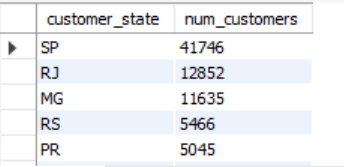 customer_state num_customers
SP 41746
RJ 12852
MG 11635
RS 5466
PR 5045